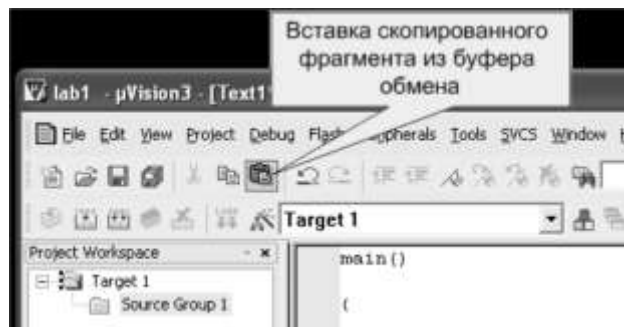 Вставка скопированного
фрагмента из буфера
обмена
lab1 - µVision3 - [Text1
File Edit View Project Debug Flash Peripherals Tools SVCS Window
Target 1
Project Workspace
main()
Target 1
Source Group 1
{